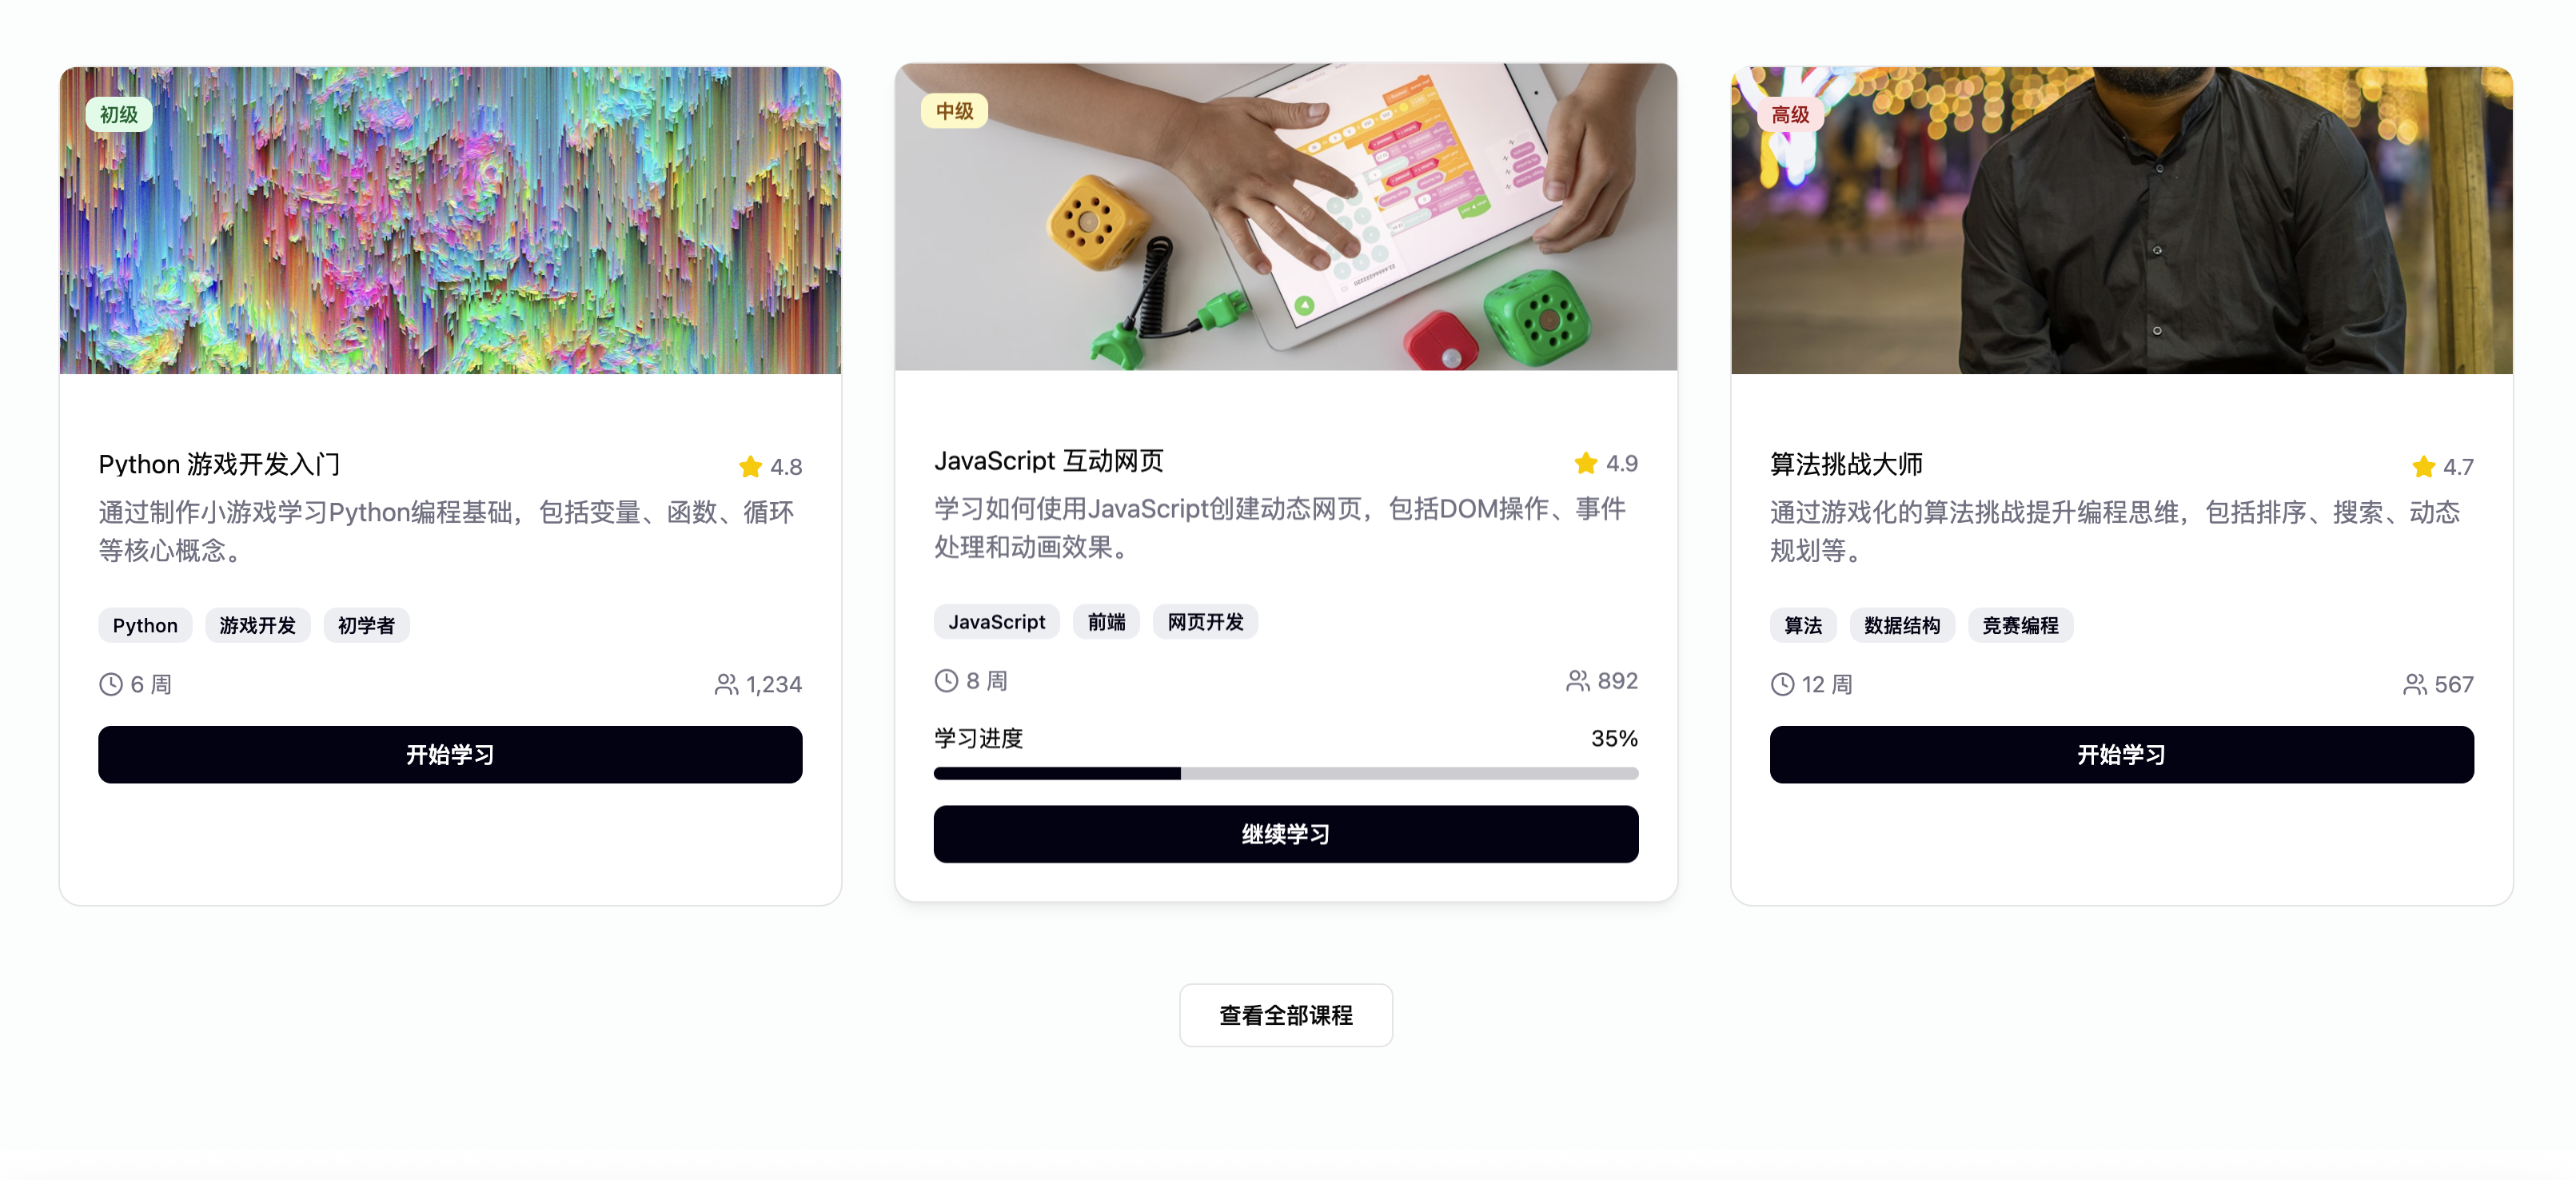 初级
Python 游戏开发入门
4.8
通过制作小游戏学习Python编程基础，包括变量、函数、循环
等核心概念。
Python
游戏开发
初学者
6 周
1,234
开始学习
中级
JavaScript 互动网页
4.9
学习如何使用JavaScript创建动态网页，包括DOM操作、事件
处理和动画效果。
JavaScript
前端
网页开发
8 周
892
学习进度
35%
继续学习
高级
算法挑战大师
4.7
通过游戏化的算法挑战提升编程思维，包括排序、搜索、动态
规划等。
算法
数据结构
竞赛编程
12 周
567
开始学习
查看全部课程